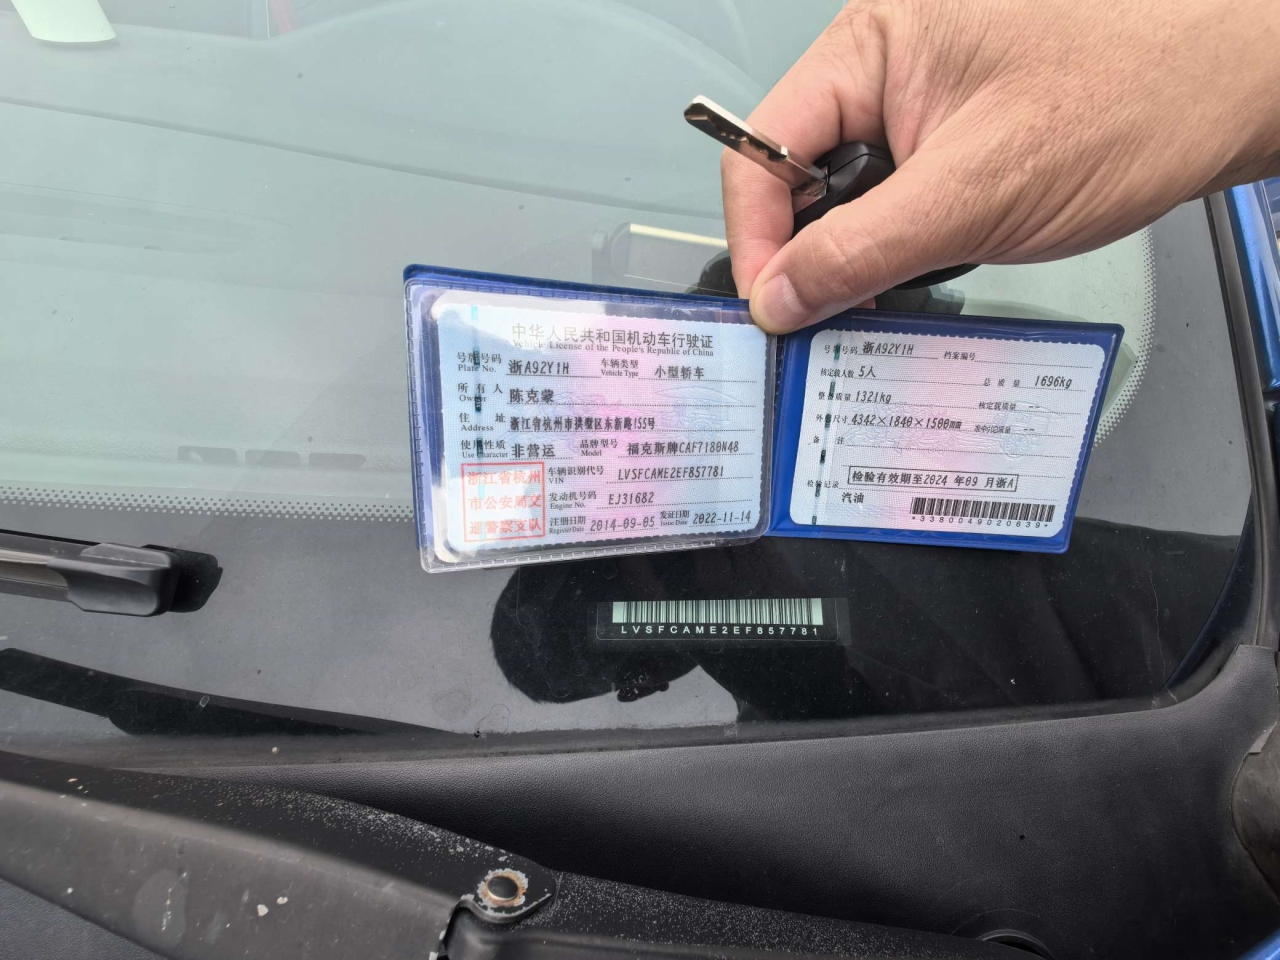 中华人民共和国机动车行驶证
Vehicle License of the People's Republic of China
号牌号码 浙A92Y1H 车辆类型 小型轿车
Plate No. Vehicle Type
所有人 陈克蒙
Owner
住址 浙江省杭州市拱墅区东新路155号
Address
使用性质 非营运 品牌型号 福克斯牌CAF7180N48
Use Character Model
浙江省杭州
市公安局交
通警察支队
车辆识别代号 LVSFCAME2EF857781
VIN
发动机号码 EJ31682
Engine No.
注册日期 2014-09-05 发证日期 2022-11-14
Register Date Issue Date
号牌号码 浙A92Y1H 档案编号
核定载人数 5人 总质量 1696kg
整备质量 1321kg 核定载质量 --
外廓尺寸 4342×1840×1500mm 准牵引总质量 --
备注
检验有效期至2024年09月浙A
检验记录
汽油
*3380049020639*
LVSFCAME2EF857781